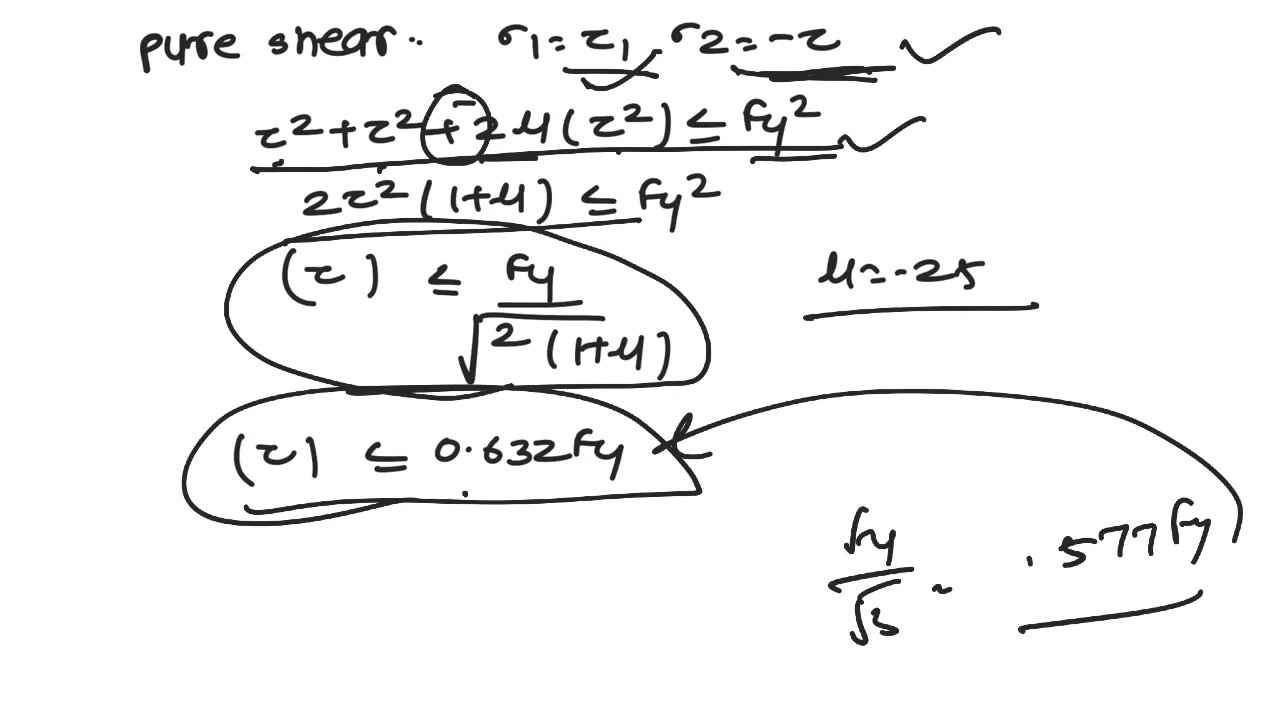 pure shear.. σ1 = τ1 σ2 = -τ
τ² + τ² + - 2μ(τ²) ≤ Fy²
2τ²(1+μ) ≤ Fy²
(τ) ≤ Fy / √2(1+μ)
μ = .25
(τ) ≤ 0.632Fy
fy / √3 = .577fy